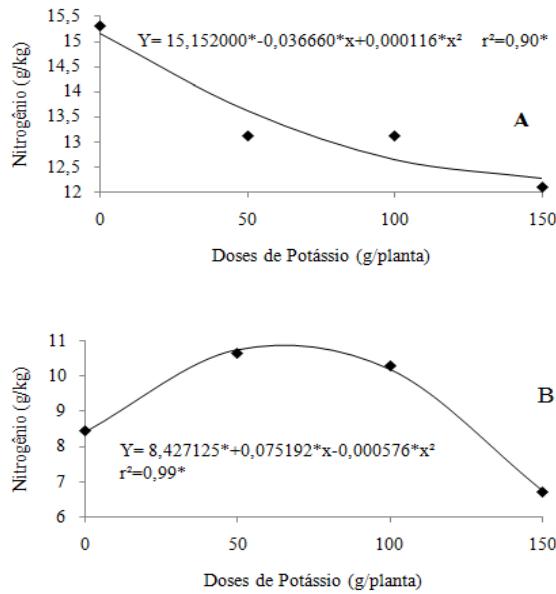 15,5
Y= 15,152000*-0,036660*x+0,000116*x² r²=0,90*
15
14,5
14
13,5
A
13
12,5
12
Nitrogênio (g/kg)
0 50 100 150
Doses de Potássio (g/planta)
11
10
B
9
8
Y= 8,427125*+0,075192*x-0,000576*x²
r²=0,99*
7
6
Nitrogênio (g/kg)
0 50 100 150
Doses de Potássio (g/planta)